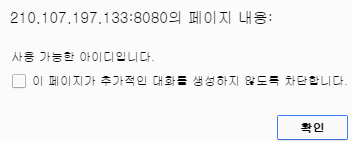 210.107.197.133:8080의 페이지 내용:
사용 가능한 아이디입니다.
이 페이지가 추가적인 대화를 생성하지 않도록 차단합니다.
확인